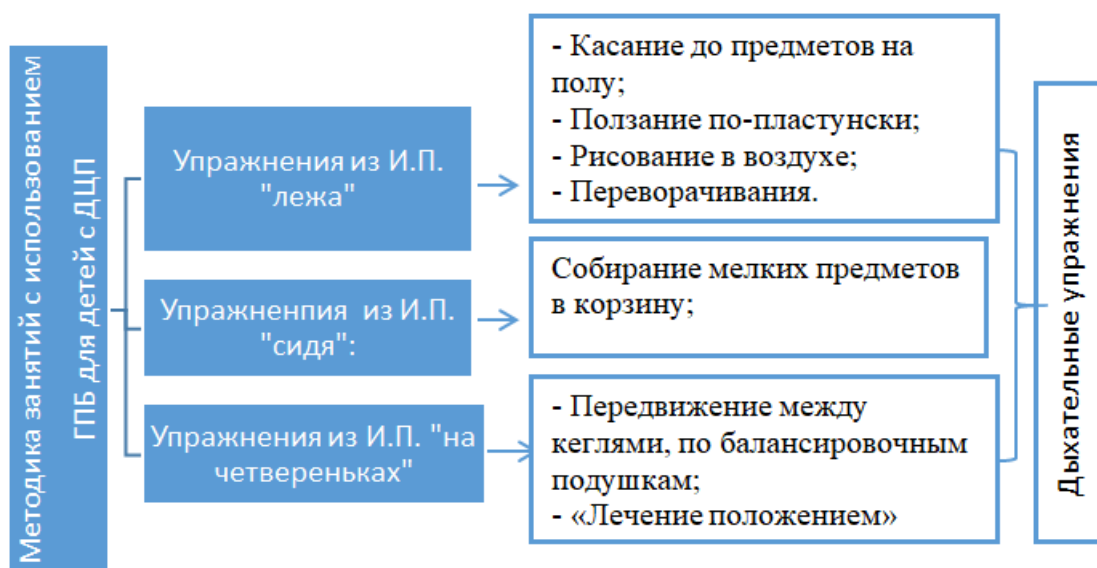 Методика занятий с использованием
ГПБ для детей с ДЦП
Упражнения из И.П.
"лежа"
- Касание до предметов на
полу;
- Ползание по-пластунски;
- Рисование в воздухе;
- Переворачивания.
Упражненпия из И.П.
"сидя":
Собирание мелких предметов
в корзину;
Упражнения из И.П. "на
четвереньках"
- Передвижение между
кеглями, по балансировочным
подушкам;
- «Лечение положением»
Дыхательные упражнения